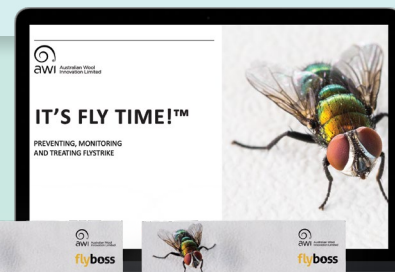 awi Australian Wool
Innovation Limited
IT'S FLY TIME!™
PREVENTING, MONITORING
AND TREATING FLYSTRIKE
awi Australian Wool
Innovation Limited
flyboss
awi Australian Wool
Innovation Limited
flyboss